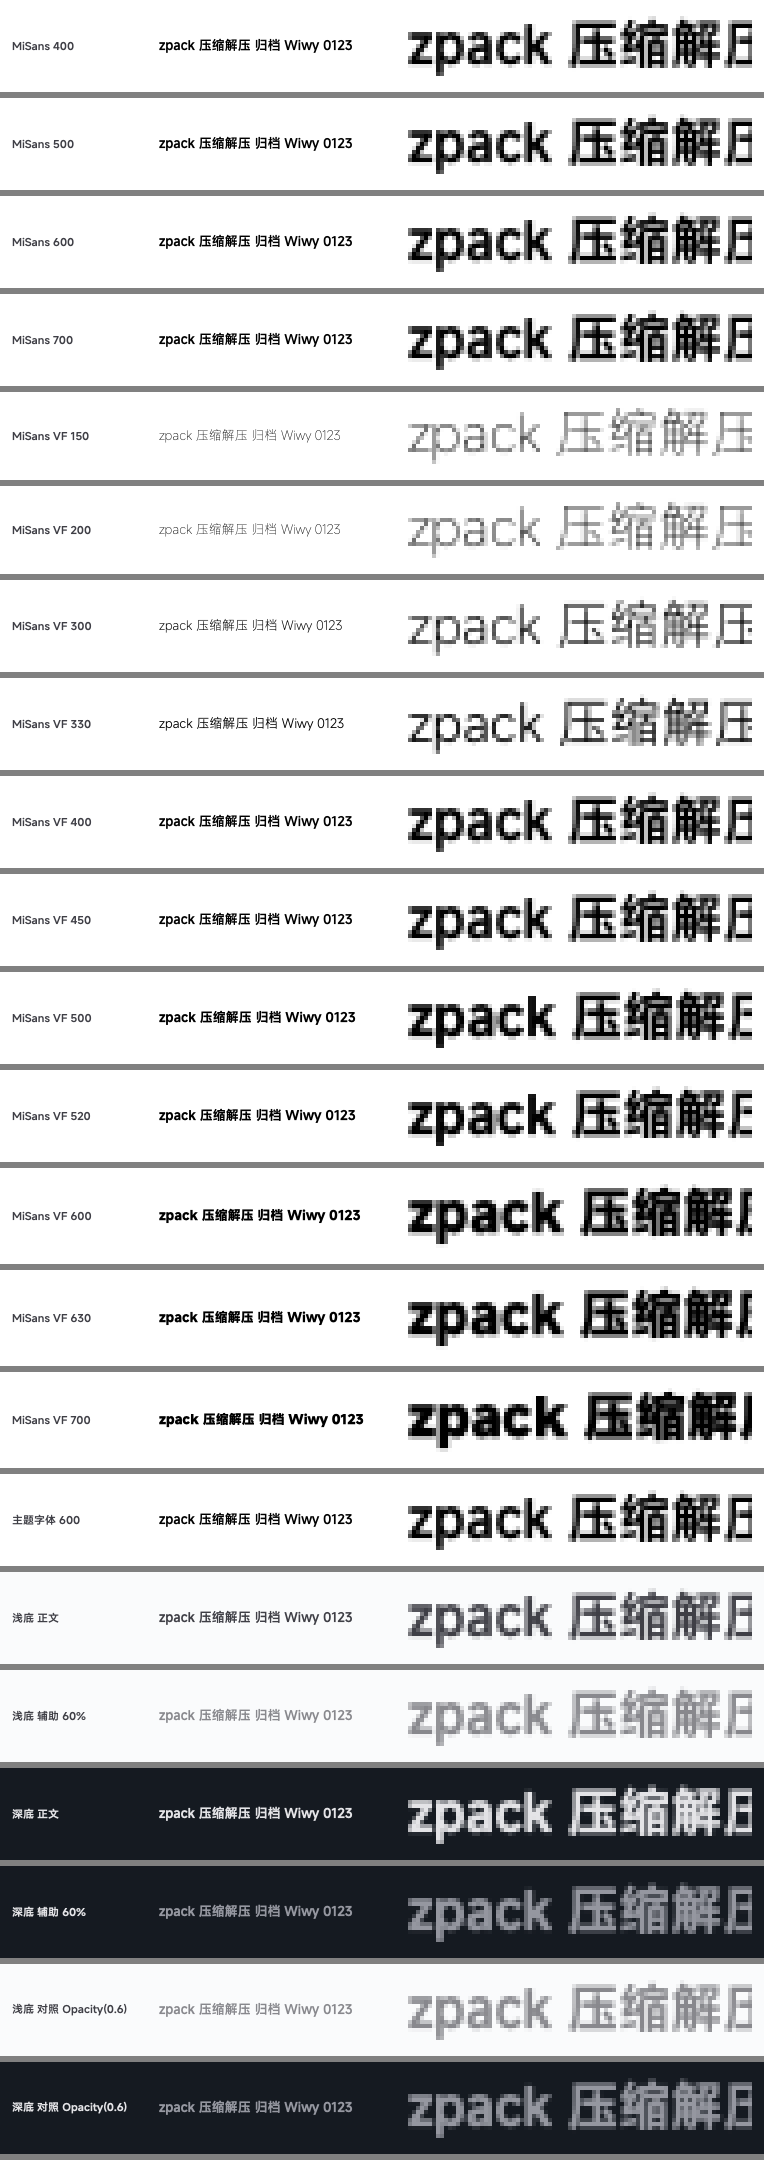 MiSans 400 zpack 压缩解压 归档 Wiwy 0123 zpack 压缩解压
MiSans 500 zpack 压缩解压 归档 Wiwy 0123 zpack 压缩解压
MiSans 600 zpack 压缩解压 归档 Wiwy 0123 zpack 压缩解压
MiSans 700 zpack 压缩解压 归档 Wiwy 0123 zpack 压缩解压
MiSans VF 150 zpack 压缩解压 归档 Wiwy 0123 zpack 压缩解压
MiSans VF 200 zpack 压缩解压 归档 Wiwy 0123 zpack 压缩解压
MiSans VF 300 zpack 压缩解压 归档 Wiwy 0123 zpack 压缩解压
MiSans VF 330 zpack 压缩解压 归档 Wiwy 0123 zpack 压缩解压
MiSans VF 400 zpack 压缩解压 归档 Wiwy 0123 zpack 压缩解压
MiSans VF 450 zpack 压缩解压 归档 Wiwy 0123 zpack 压缩解压
MiSans VF 500 zpack 压缩解压 归档 Wiwy 0123 zpack 压缩解压
MiSans VF 520 zpack 压缩解压 归档 Wiwy 0123 zpack 压缩解压
MiSans VF 600 zpack 压缩解压 归档 Wiwy 0123 zpack 压缩解
MiSans VF 630 zpack 压缩解压 归档 Wiwy 0123 zpack 压缩解
MiSans VF 700 zpack 压缩解压 归档 Wiwy 0123 zpack 压缩解
主题字体 600 zpack 压缩解压 归档 Wiwy 0123 zpack 压缩解压
浅底 正文 zpack 压缩解压 归档 Wiwy 0123 zpack 压缩解压
浅底 辅助 60% zpack 压缩解压 归档 Wiwy 0123 zpack 压缩解压
深底 正文 zpack 压缩解压 归档 Wiwy 0123 zpack 压缩解压
深底 辅助 60% zpack 压缩解压 归档 Wiwy 0123 zpack 压缩解压
浅底 对照 Opacity(0.6) zpack 压缩解压 归档 Wiwy 0123 zpack 压缩解压
深底 对照 Opacity(0.6) zpack 压缩解压 归档 Wiwy 0123 zpack 压缩解压